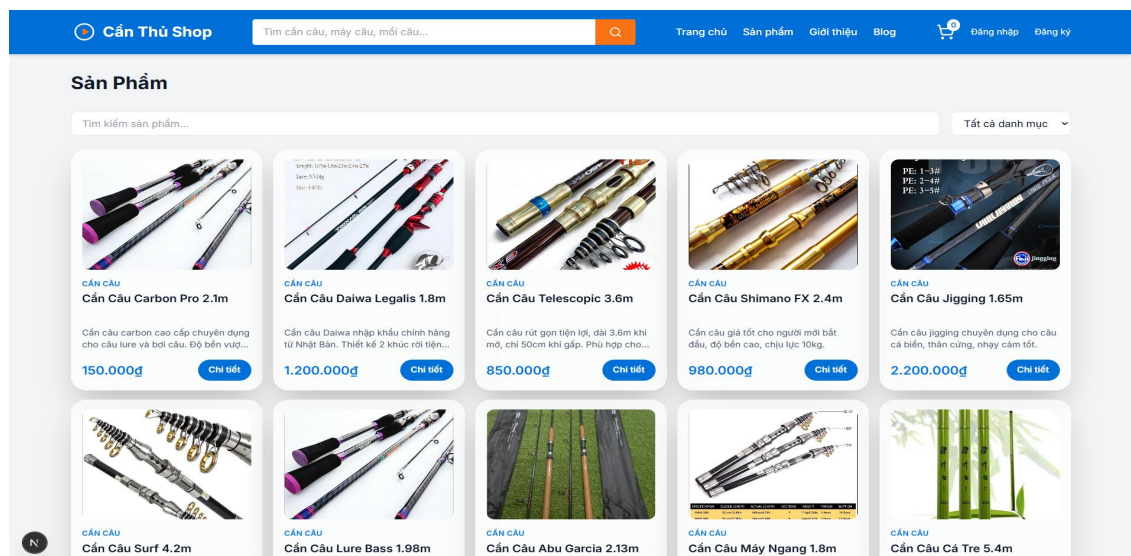 Cần Thủ Shop
Tìm cần câu, máy câu, mồi câu...
Trang chủ Sản phẩm Giới thiệu Blog
0
Đăng nhập Đăng ký
Sản Phẩm
Tìm kiếm sản phẩm...
Tất cả danh mục
PE: 1-3#
PE: 2-4#
PE: 3-5#
jingging
CẦN CÂU
Cần Câu Carbon Pro 2.1m
Cần câu carbon cao cấp chuyên dụng
cho câu lure và bơi câu. Độ bền vượ...
150.000₫
Chi tiết
CẦN CÂU
Cần Câu Daiwa Legalis 1.8m
Cần câu Daiwa nhập khẩu chính hãng
từ Nhật Bản. Thiết kế 2 khúc rời tiện...
1.200.000₫
Chi tiết
CẦN CÂU
Cần Câu Telescopic 3.6m
Cần câu rút gọn tiện lợi, dài 3.6m khi
mở, chỉ 50cm khi gấp. Phù hợp cho...
850.000₫
Chi tiết
CẦN CÂU
Cần Câu Shimano FX 2.4m
Cần câu giá tốt cho người mới bắt
đầu, độ bền cao, chịu lực 10kg.
980.000₫
Chi tiết
CẦN CÂU
Cần Câu Jigging 1.65m
Cần câu jigging chuyên dụng cho câu
cá biển, thân cứng, nhạy cảm tốt.
2.200.000₫
Chi tiết
CẦN CÂU
Cần Câu Surf 4.2m
CẦN CÂU
Cần Câu Lure Bass 1.98m
CẦN CÂU
Cần Câu Abu Garcia 2.13m
CẦN CÂU
Cần Câu Máy Ngang 1.8m
CẦN CÂU
Cần Câu Cá Tre 5.4m
N